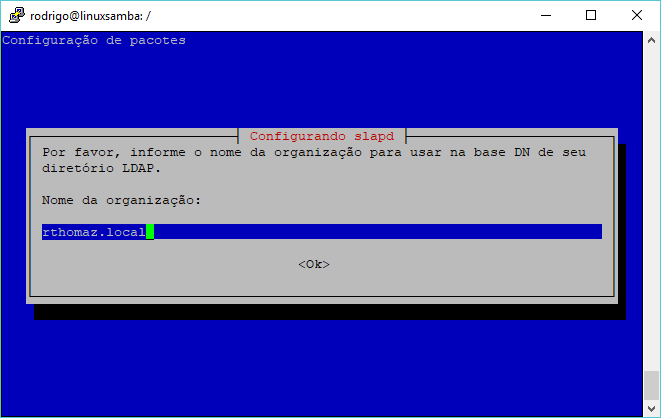 rodrigo@linuxsamba: /
Configuração de pacotes
Configurando slapd
Por favor, informe o nome da organização para usar na base DN de seu
diretório LDAP.
Nome da organização:
rthomaz.local
<Ok>